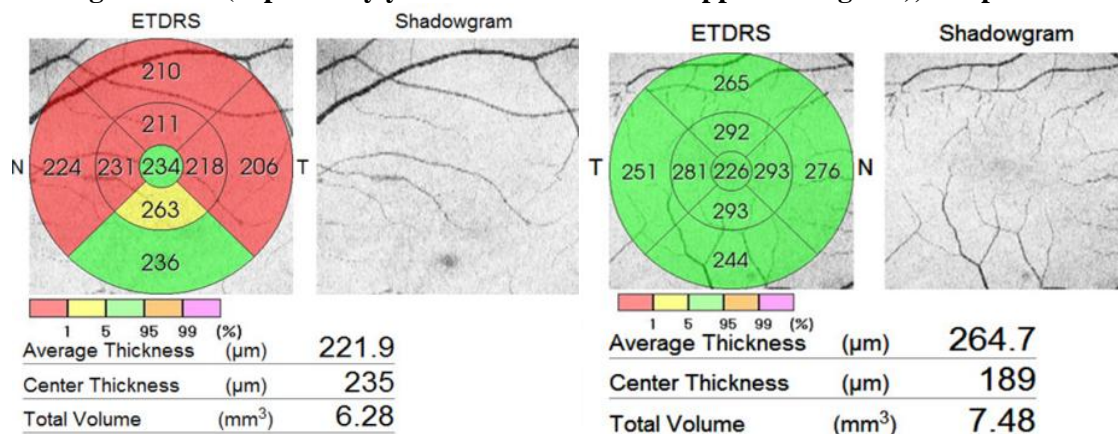 ETDRS
Shadowgram
210
211
N 224 231 234 218 206 T
263
236
1 5 95 99 (%)
Average Thickness (µm) 221.9
Center Thickness (µm) 235
Total Volume (mm³) 6.28
ETDRS
Shadowgram
265
292
T 251 281 226 293 276 N
293
244
1 5 95 99 (%)
Average Thickness (µm) 264.7
Center Thickness (µm) 189
Total Volume (mm³) 7.48